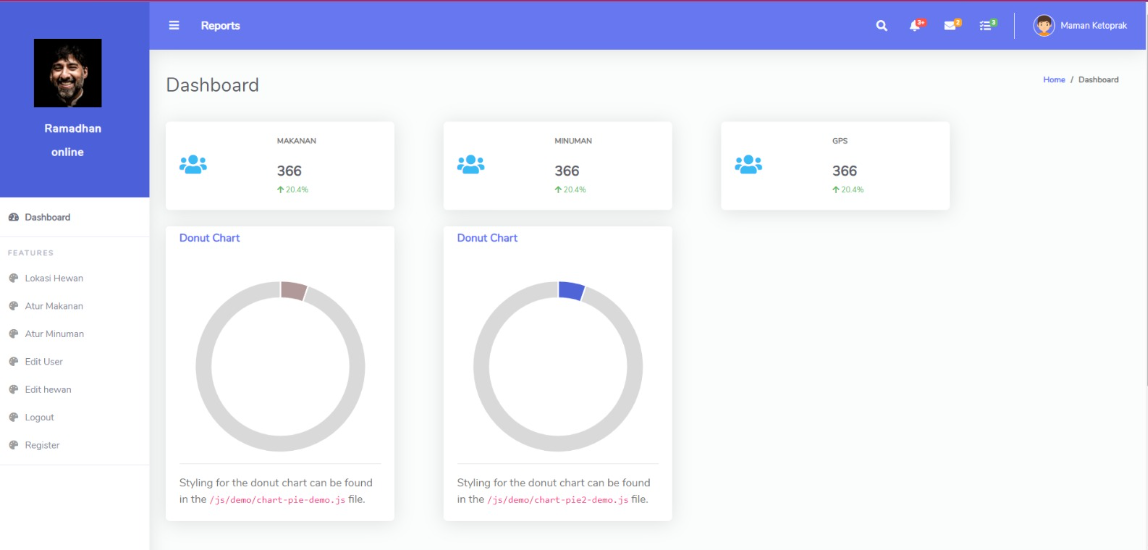 Reports
3+
2
3
Maman Ketoprak
Ramadhan
online
Dashboard
FEATURES
Lokasi Hewan
Atur Makanan
Atur Minuman
Edit User
Edit hewan
Logout
Register
Dashboard
Home / Dashboard
MAKANAN
366
20.4%
MINUMAN
366
20.4%
GPS
366
20.4%
Donut Chart
Styling for the donut chart can be found
in the /js/demo/chart-pie-demo.js file.
Donut Chart
Styling for the donut chart can be found
in the /js/demo/chart-pie2-demo.js file.